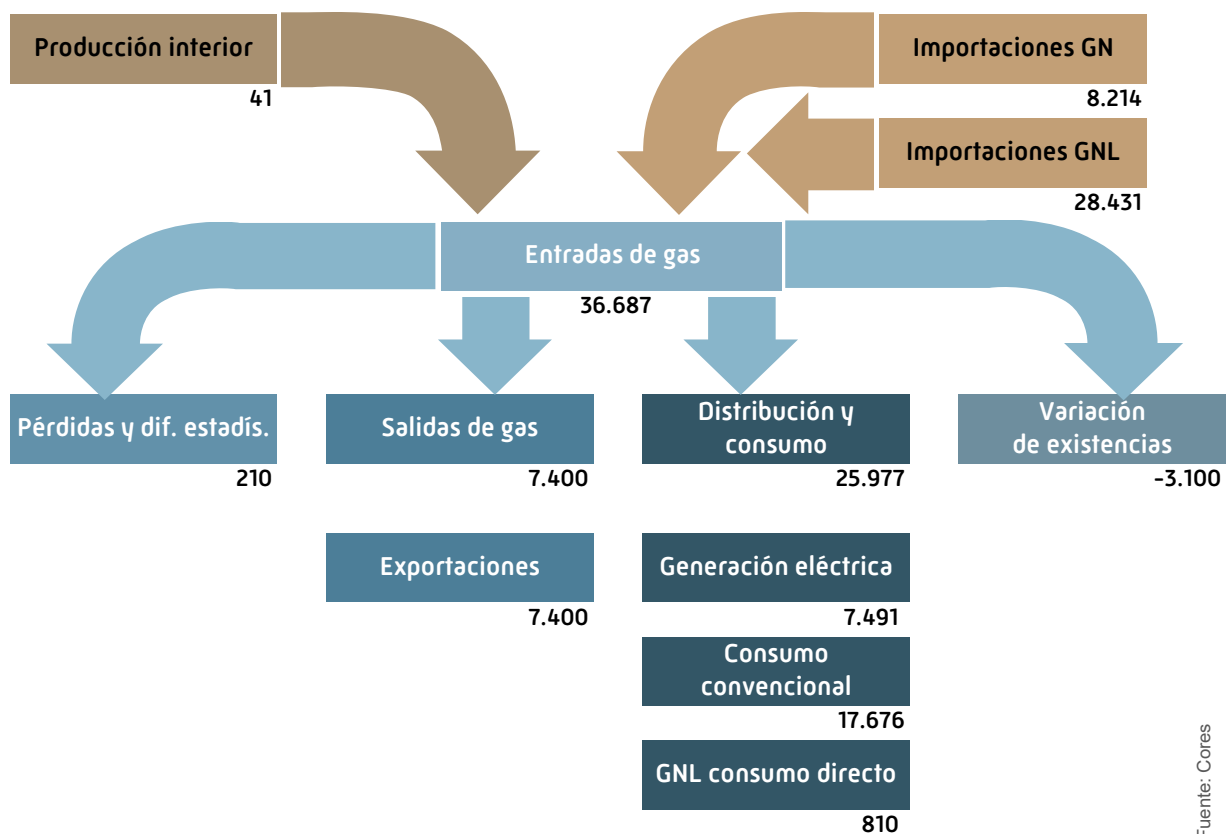 Producción interior
41
Importaciones GN
8.214
Importaciones GNL
28.431
Entradas de gas
36.687
Pérdidas y dif. estadís.
210
Salidas de gas
7.400
Distribución y
consumo
25.977
Variación
de existencias
-3.100
Exportaciones
7.400
Generación eléctrica
7.491
Consumo
convencional
17.676
GNL consumo directo
810
Fuente: Cores